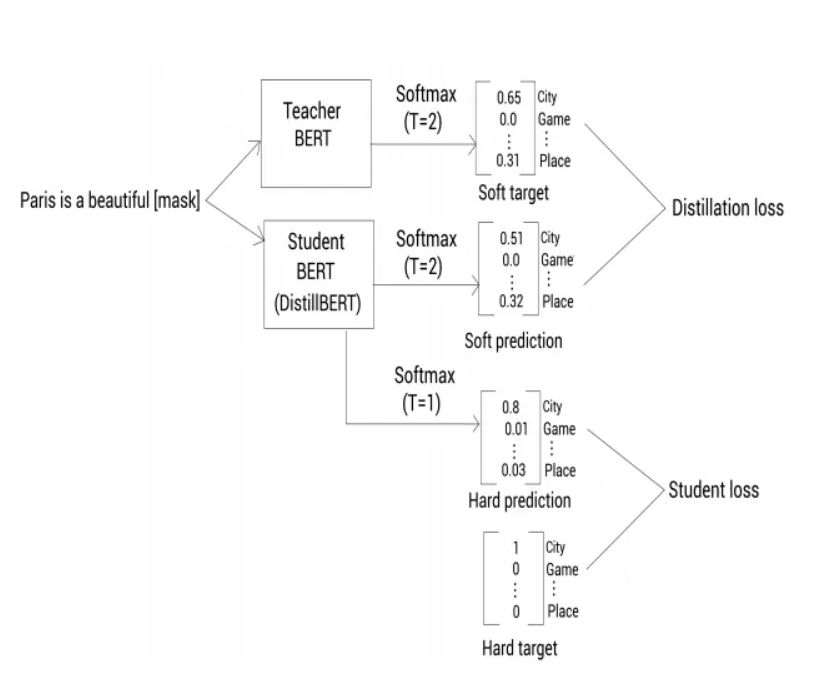 Paris is a beautiful [mask]
Teacher
BERT
Softmax
(T=2)
0.65 City
0.0 Game
0.31 Place
Soft target
Student
BERT
(DistillBERT)
Softmax
(T=2)
0.51 City
0.0 Game
0.32 Place
Soft prediction
Distillation loss
Softmax
(T=1)
0.8 City
0.01 Game
0.03 Place
Hard prediction
1 City
0 Game
0 Place
Hard target
Student loss